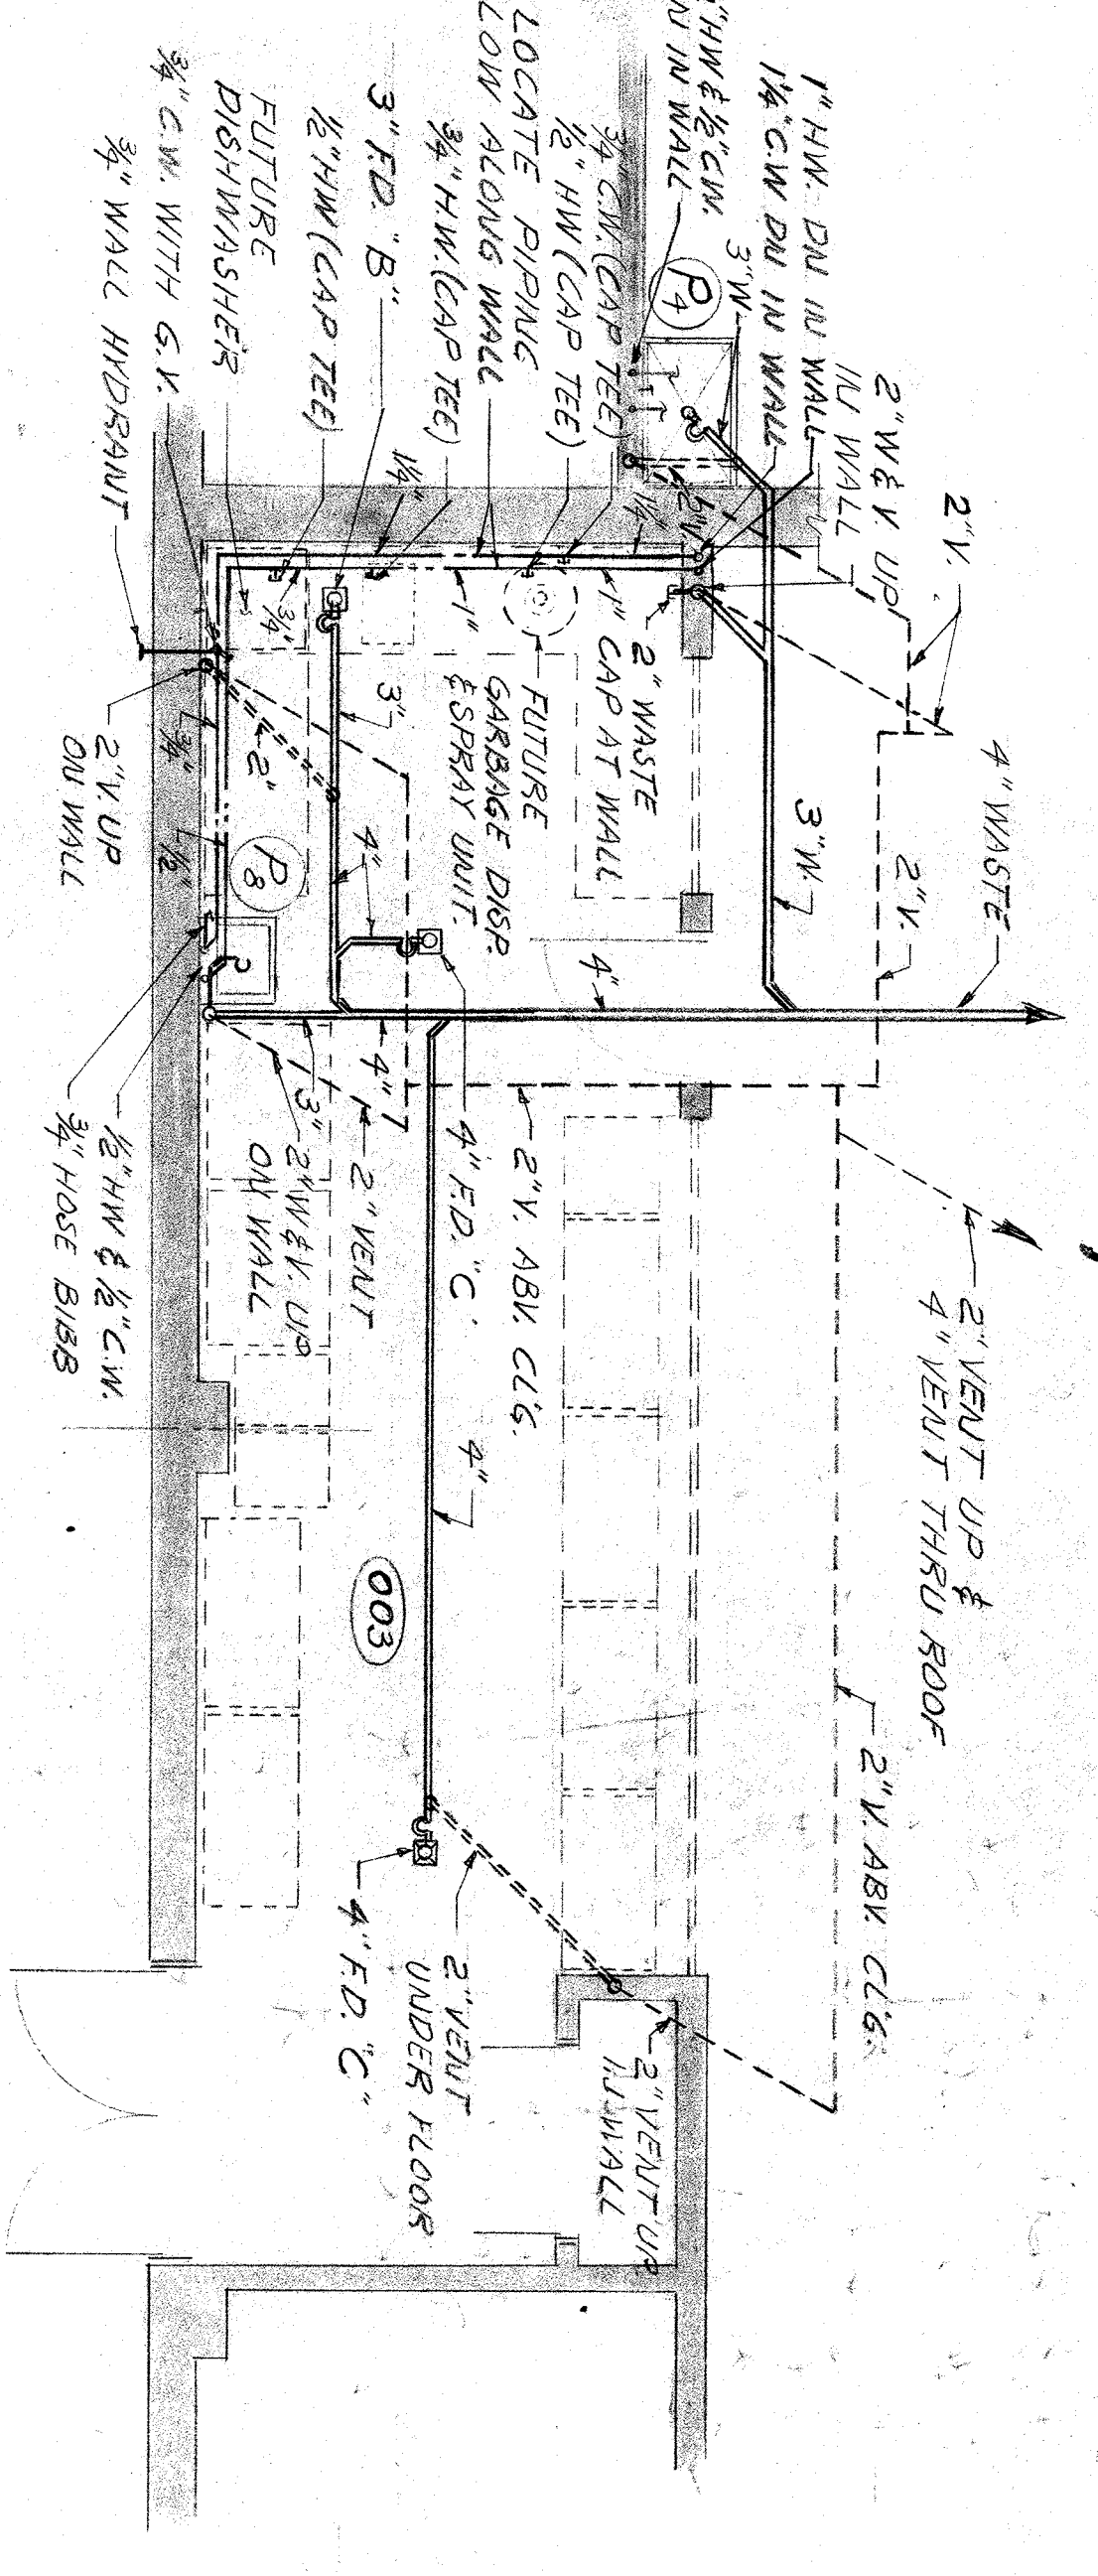 "HW & ½" C.W.
N IN WALL
1" HW. DN IN WALL
1¼" C.W DN IN WALL
2" W & V. UP
IN WALL
2" V.
4" WASTE
2" V.
3" W.
P4
3" W.
2" V.
1¼
¾" C.W. (CAP TEE)
½" HW (CAP TEE)
LOCATE PIPING
LOW ALONG WALL
¾" H.W. (CAP TEE)
3" F.D. "B"
½" HW (CAP TEE)
FUTURE
DISHWASHER
¾" C.W. WITH G.V.
¾" WALL HYDRANT
1¼"
¾"
1"
1"
2" WASTE
CAP AT WALL
FUTURE
GARBAGE DISP.
& SPRAY UNIT.
3"
2"
4"
4"
P8
¾"
½"
2" V. UP
ON WALL
4"
3"
4" F.D. "C"
2" V. ABV. CL'G.
2" VENT
2" W & V. UP
ON WALL
½" HW & ½" C.W.
¾" HOSE BIBB
2" VENT UP &
4" VENT THRU ROOF
2" V. ABV. CL'G.
4"
003
2" VENT UP
IN WALL
2" VENT
UNDER FLOOR
4" F.D. "C"